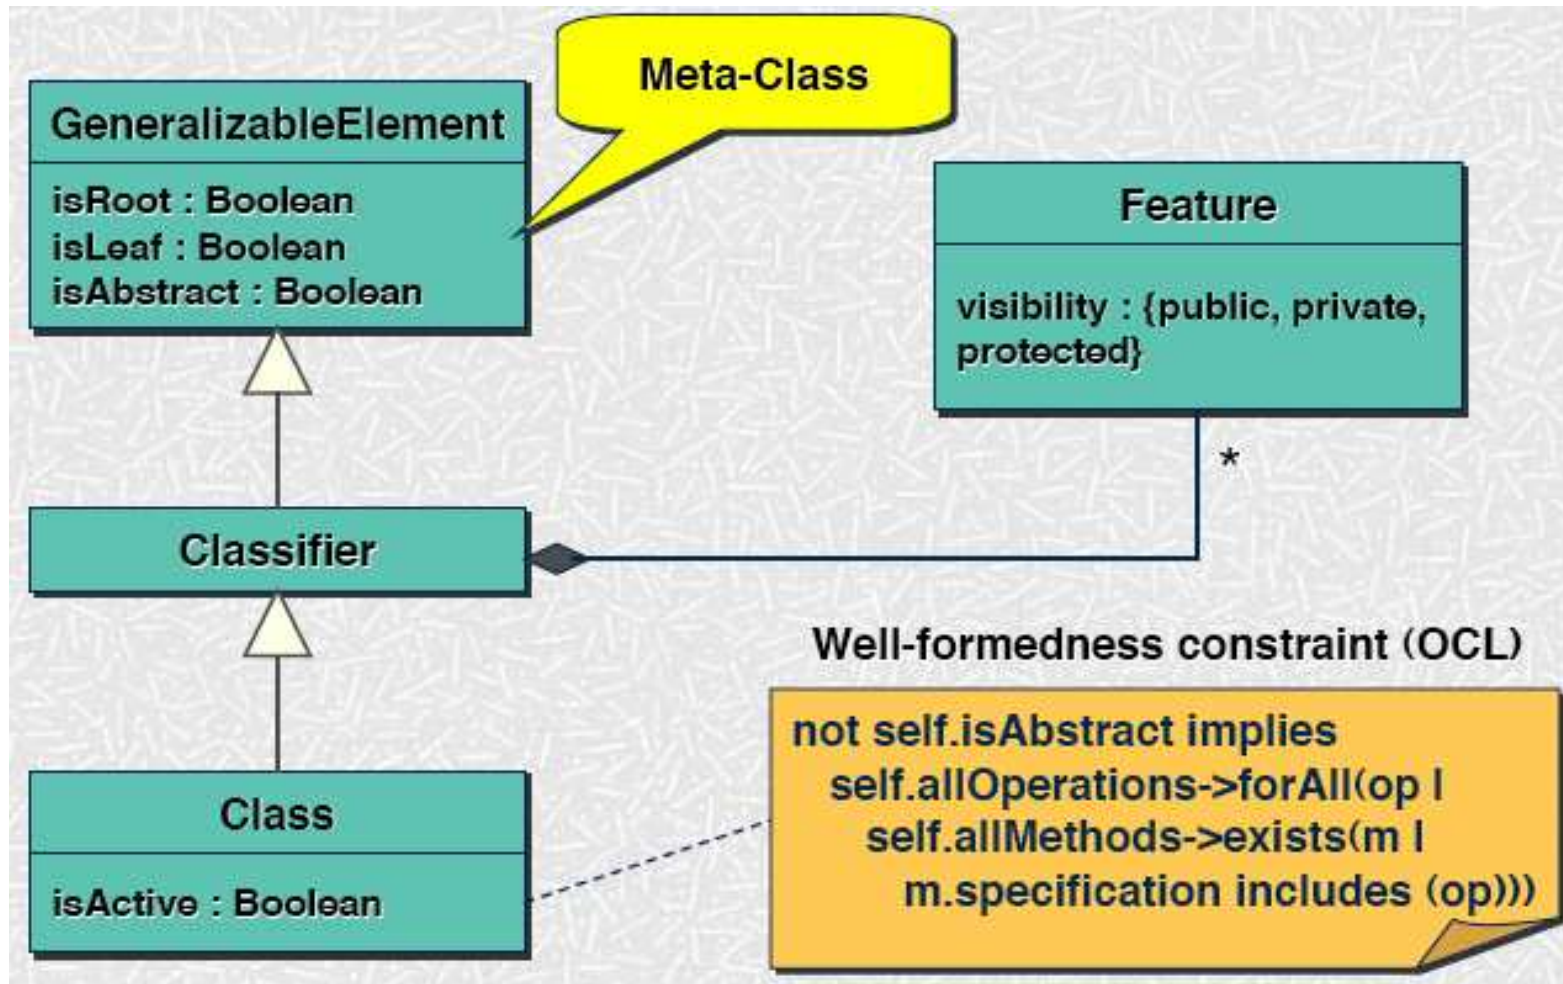 Meta-Class
GeneralizableElement
isRoot : Boolean
isLeaf : Boolean
isAbstract : Boolean
Feature
visibility : {public, private,
protected}
*
Classifier
Well-formedness constraint (OCL)
not self.isAbstract implies
self.allOperations->forAll(op |
self.allMethods->exists(m |
m.specification includes (op)))
Class
isActive : Boolean